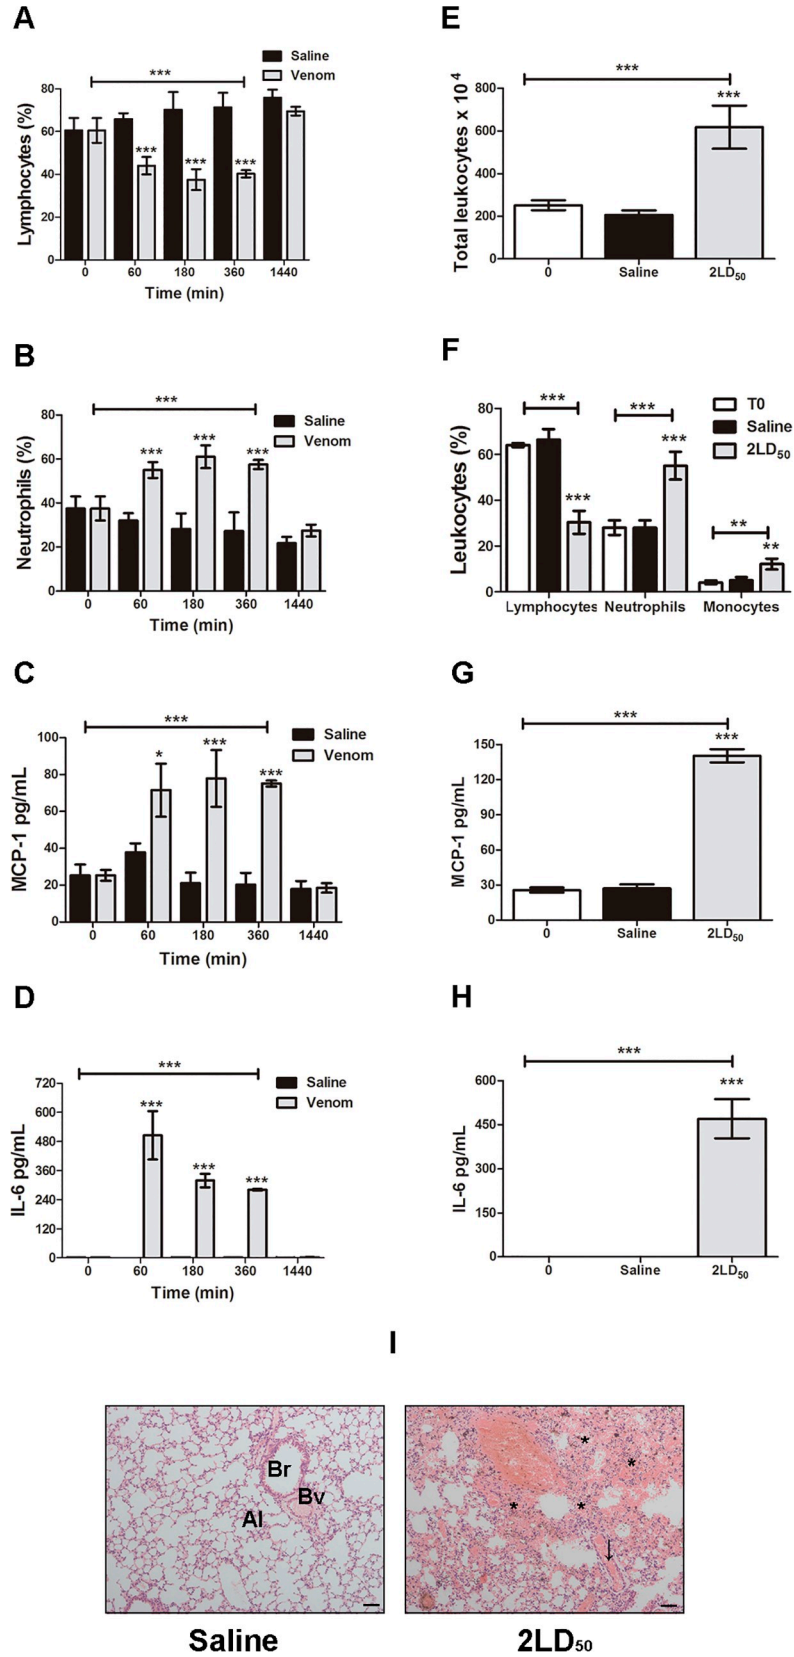 A
Saline
Venom
***
Lymphocytes (%)
80
60
40
20
0
*** *** ***
0 60 180 360 1440
Time (min)
E
***
***
Total leukocytes x 10⁴
800
600
400
200
0
0 Saline 2LD₅₀
B
Saline
Venom
***
Neutrophils (%)
80
60
40
20
0
*** *** ***
0 60 180 360 1440
Time (min)
F
T0
Saline
2LD₅₀
*** *** **
*** *** **
Leukocytes (%)
80
60
40
20
0
Lymphocytes Neutrophils Monocytes
C
Saline
Venom
***
MCP-1 pg/mL
100
80
60
40
20
0
* *** ***
0 60 180 360 1440
Time (min)
G
***
***
MCP-1 pg/mL
150
120
90
60
30
0
0 Saline 2LD₅₀
D
Saline
Venom
***
IL-6 pg/mL
720
600
480
360
240
120
0
*** *** ***
0 60 180 360 1440
Time (min)
H
***
***
IL-6 pg/mL
600
450
300
150
0
0 Saline 2LD₅₀
I
Br
Bv
Al
* * * *
↓
Saline 2LD₅₀